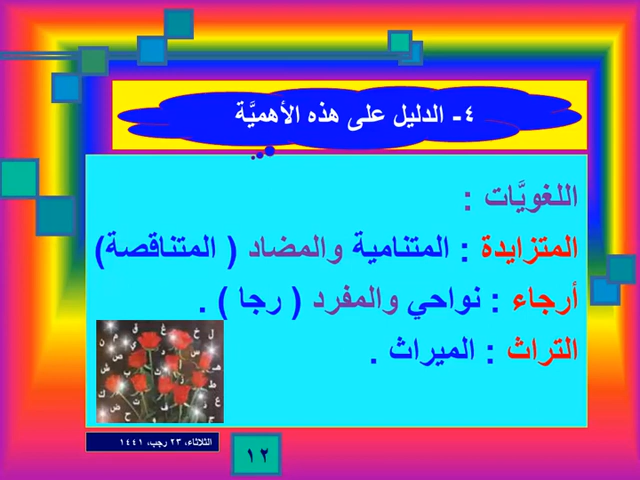 ٤- الدليل على هذه الأهميَّة
اللغويَّات :
المتزايدة : المتنامية والمضاد ( المتناقصة)
أرجاء : نواحي والمفرد ( رجا ) .
التراث : الميراث .
الثلاثاء، ٢٣ رجب، ١٤٤١
١٢